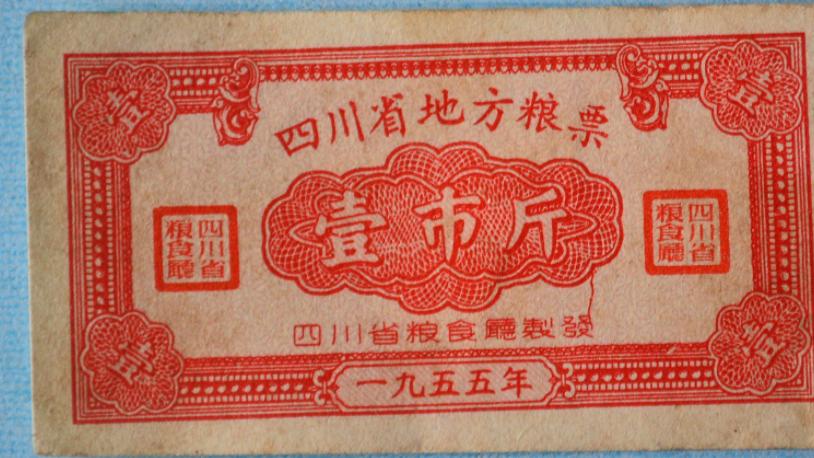 壹 壹
四川省地方粮票
壹市斤
四川省粮食廳
四川省粮食廳
四川省粮食廳製發
壹 壹
一九五五年